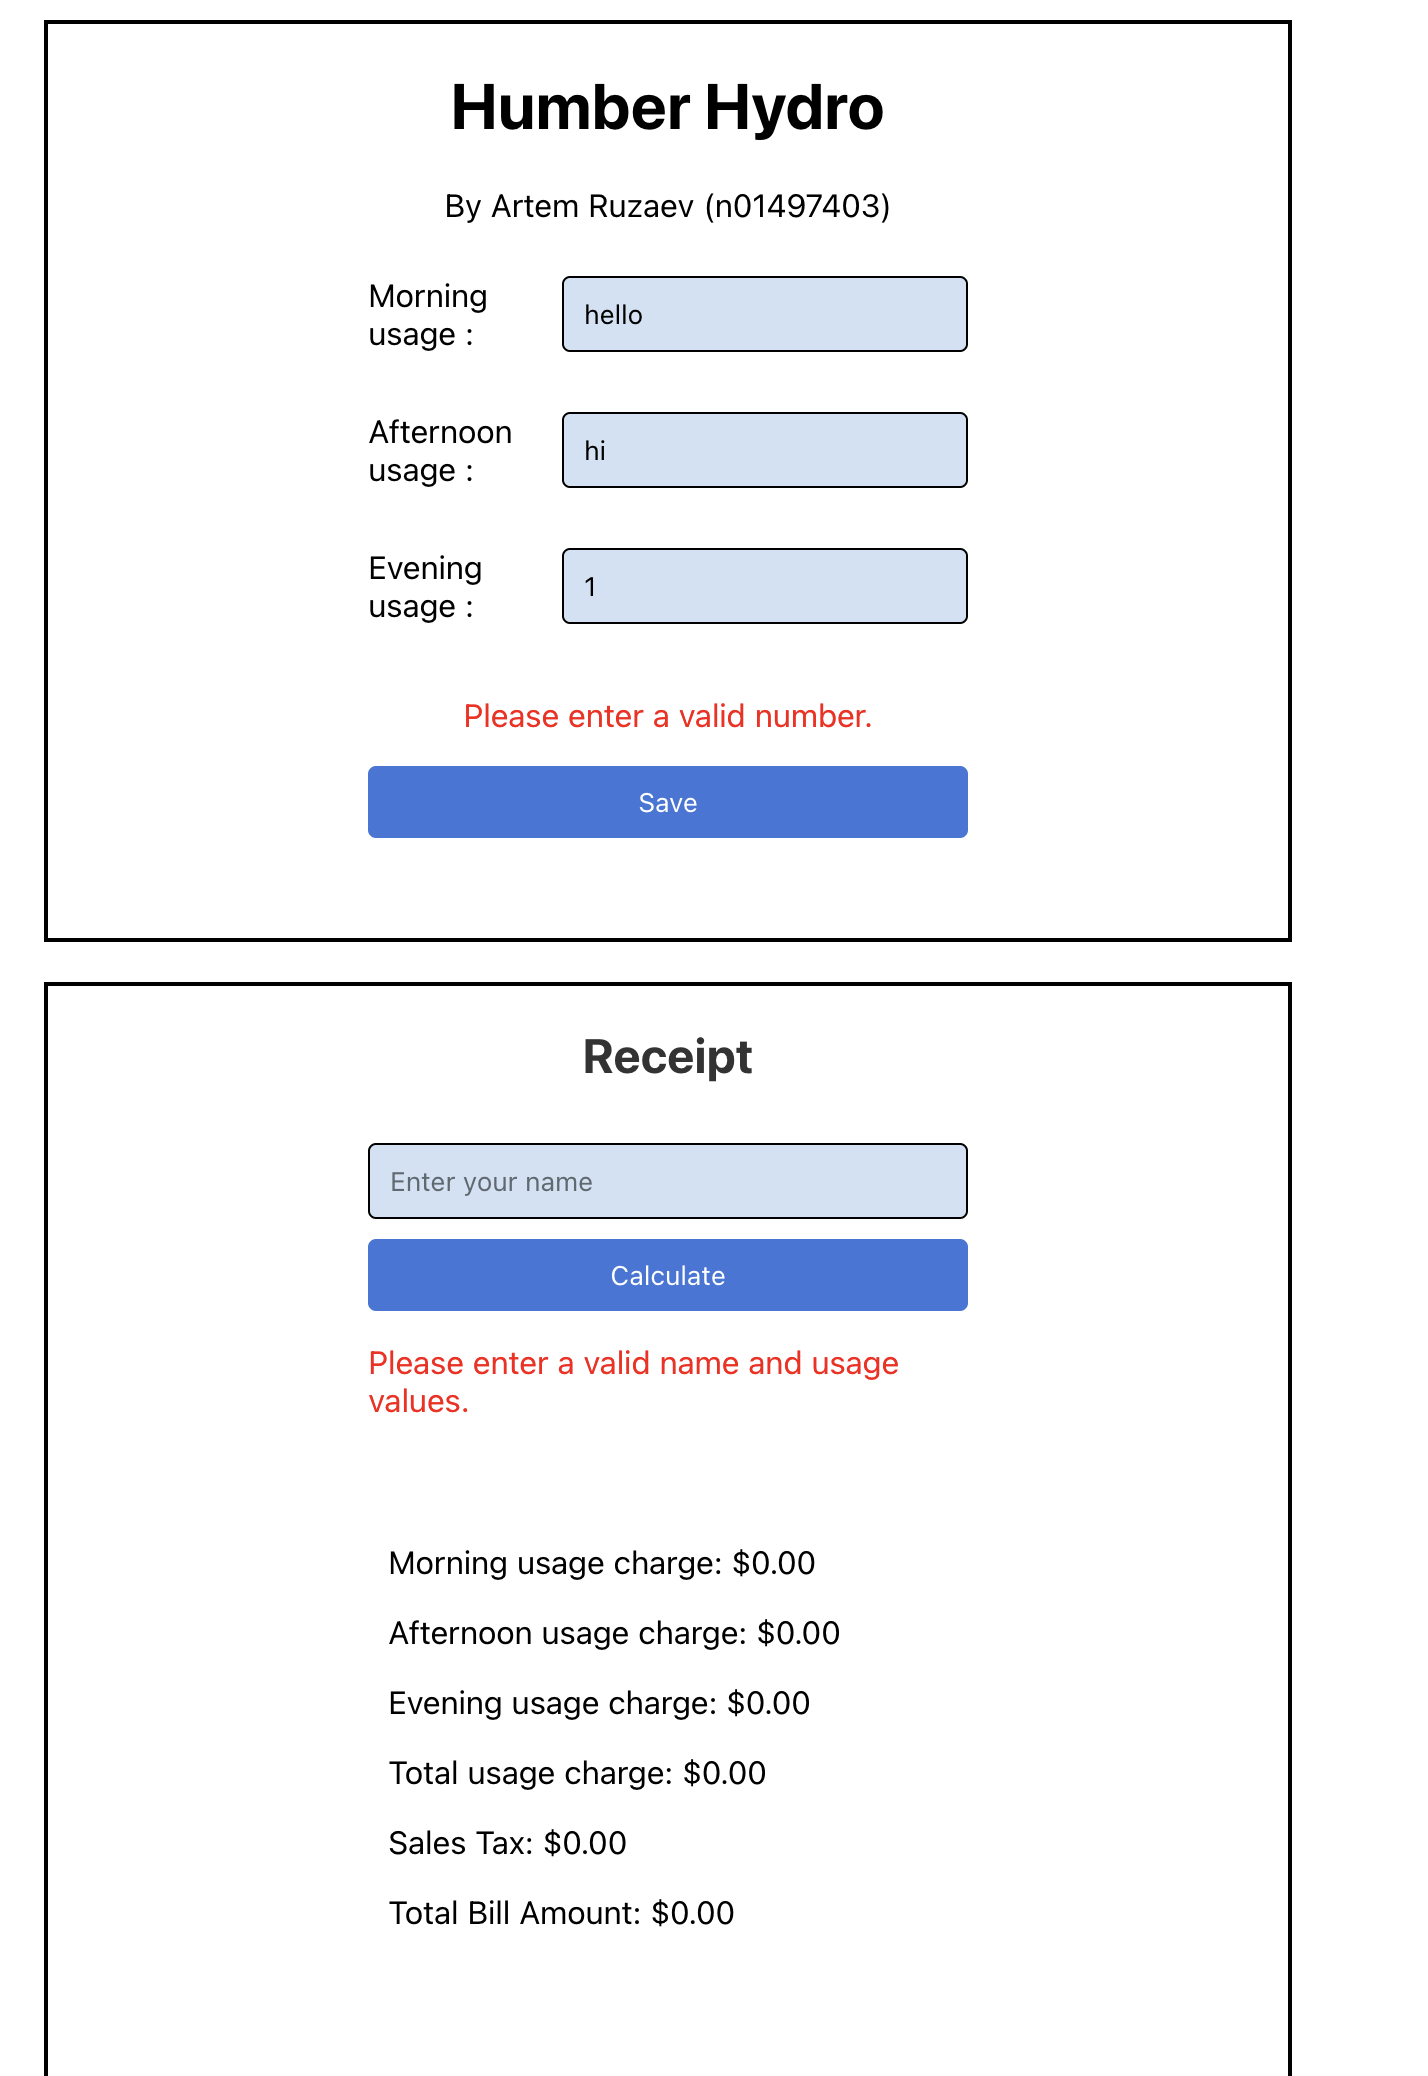 Humber Hydro
By Artem Ruzaev (n01497403)
Morning
usage :
hello
Afternoon
usage :
hi
Evening
usage :
1
Please enter a valid number.
Save
Receipt
Enter your name
Calculate
Please enter a valid name and usage
values.
Morning usage charge: $0.00
Afternoon usage charge: $0.00
Evening usage charge: $0.00
Total usage charge: $0.00
Sales Tax: $0.00
Total Bill Amount: $0.00